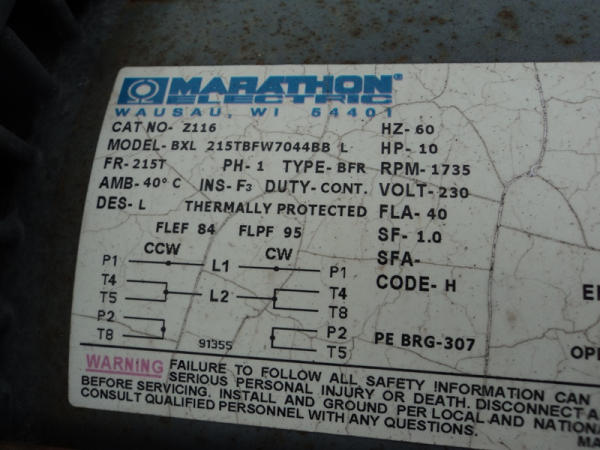 MARATHON®
ELECTRIC
WAUSAU, WI 54401
CAT NO- Z116 HZ- 60
MODEL- BXL 215TBFW7044BB L HP- 10
FR- 215T PH- 1 TYPE- BFR RPM- 1735
AMB- 40° C INS- F3 DUTY- CONT. VOLT- 230
DES- L THERMALLY PROTECTED FLA- 40
FLEF 84 FLPF 95 SF- 1.0
CCW CW SFA-
P1 L1 P1
T4 T4 CODE- H
T5 L2 T8
P2 P2 PE BRG-307
T8 91355 T5
WARNING FAILURE TO FOLLOW ALL SAFETY INFORMATION CAN
SERIOUS PERSONAL INJURY OR DEATH. DISCONNECT A
BEFORE SERVICING. INSTALL AND GROUND PER LOCAL AND NATIONA
CONSULT QUALIFIED PERSONNEL WITH ANY QUESTIONS.
MA
EF
OPE